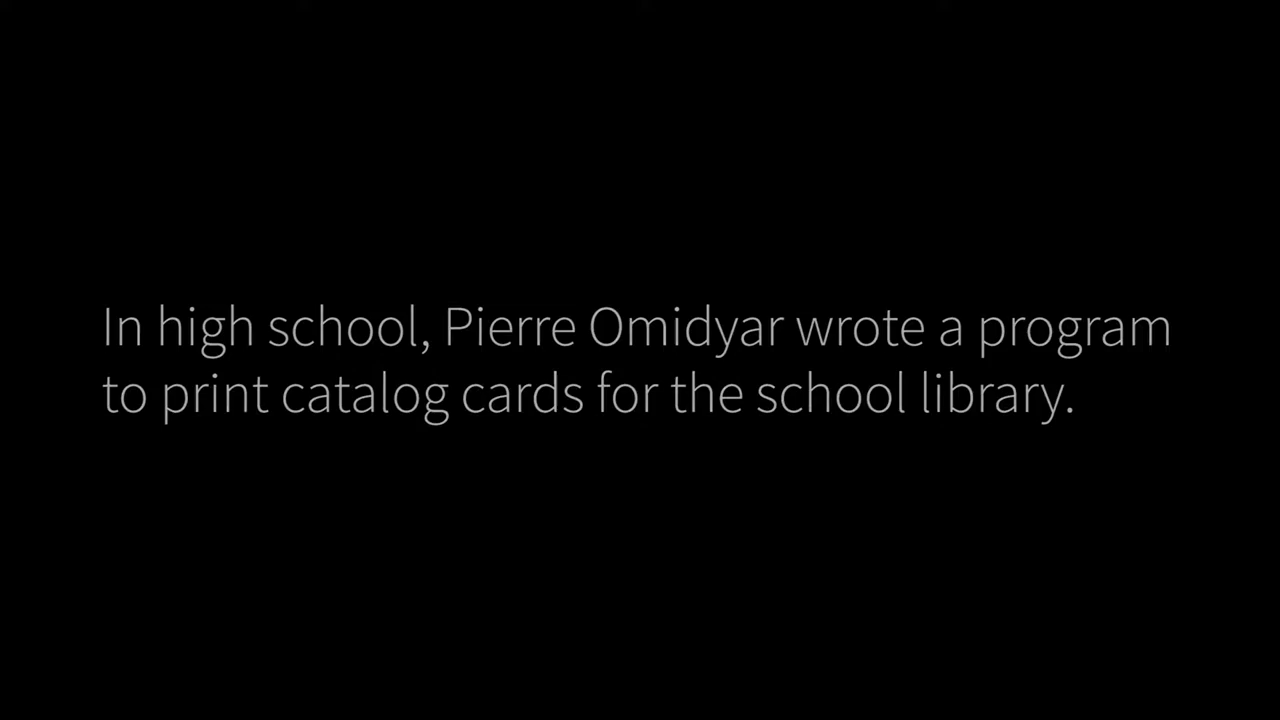 In high school, Pierre Omidyar wrote a program
to print catalog cards for the school library.